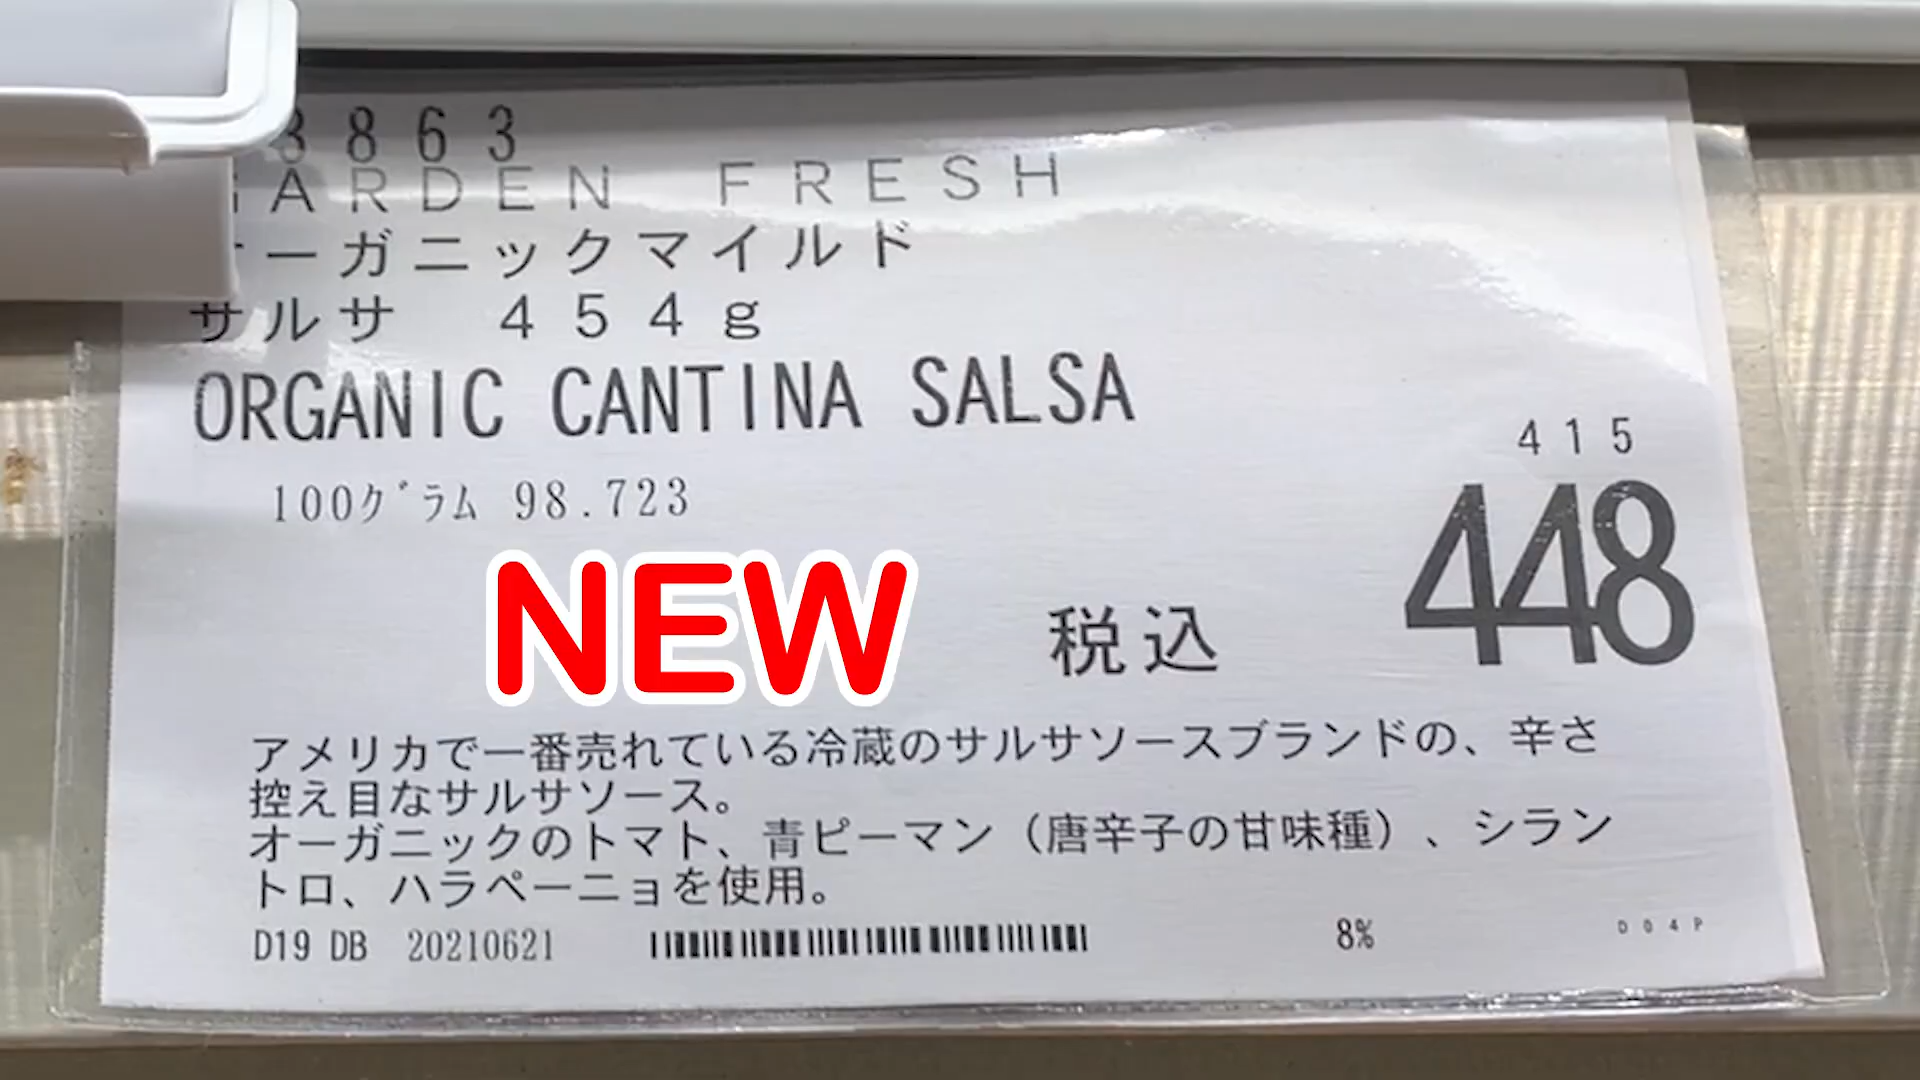 3863
GARDEN FRESH
オーガニックマイルド
サルサ 454g
ORGANIC CANTINA SALSA
415
100グラム 98.723
448
NEW
税込
アメリカで一番売れている冷蔵のサルサソースブランドの、辛さ
控え目なサルサソース。
オーガニックのトマト、青ピーマン（唐辛子の甘味種）、シラン
トロ、ハラペーニョを使用。
D19 DB 20210621
8%
D04P